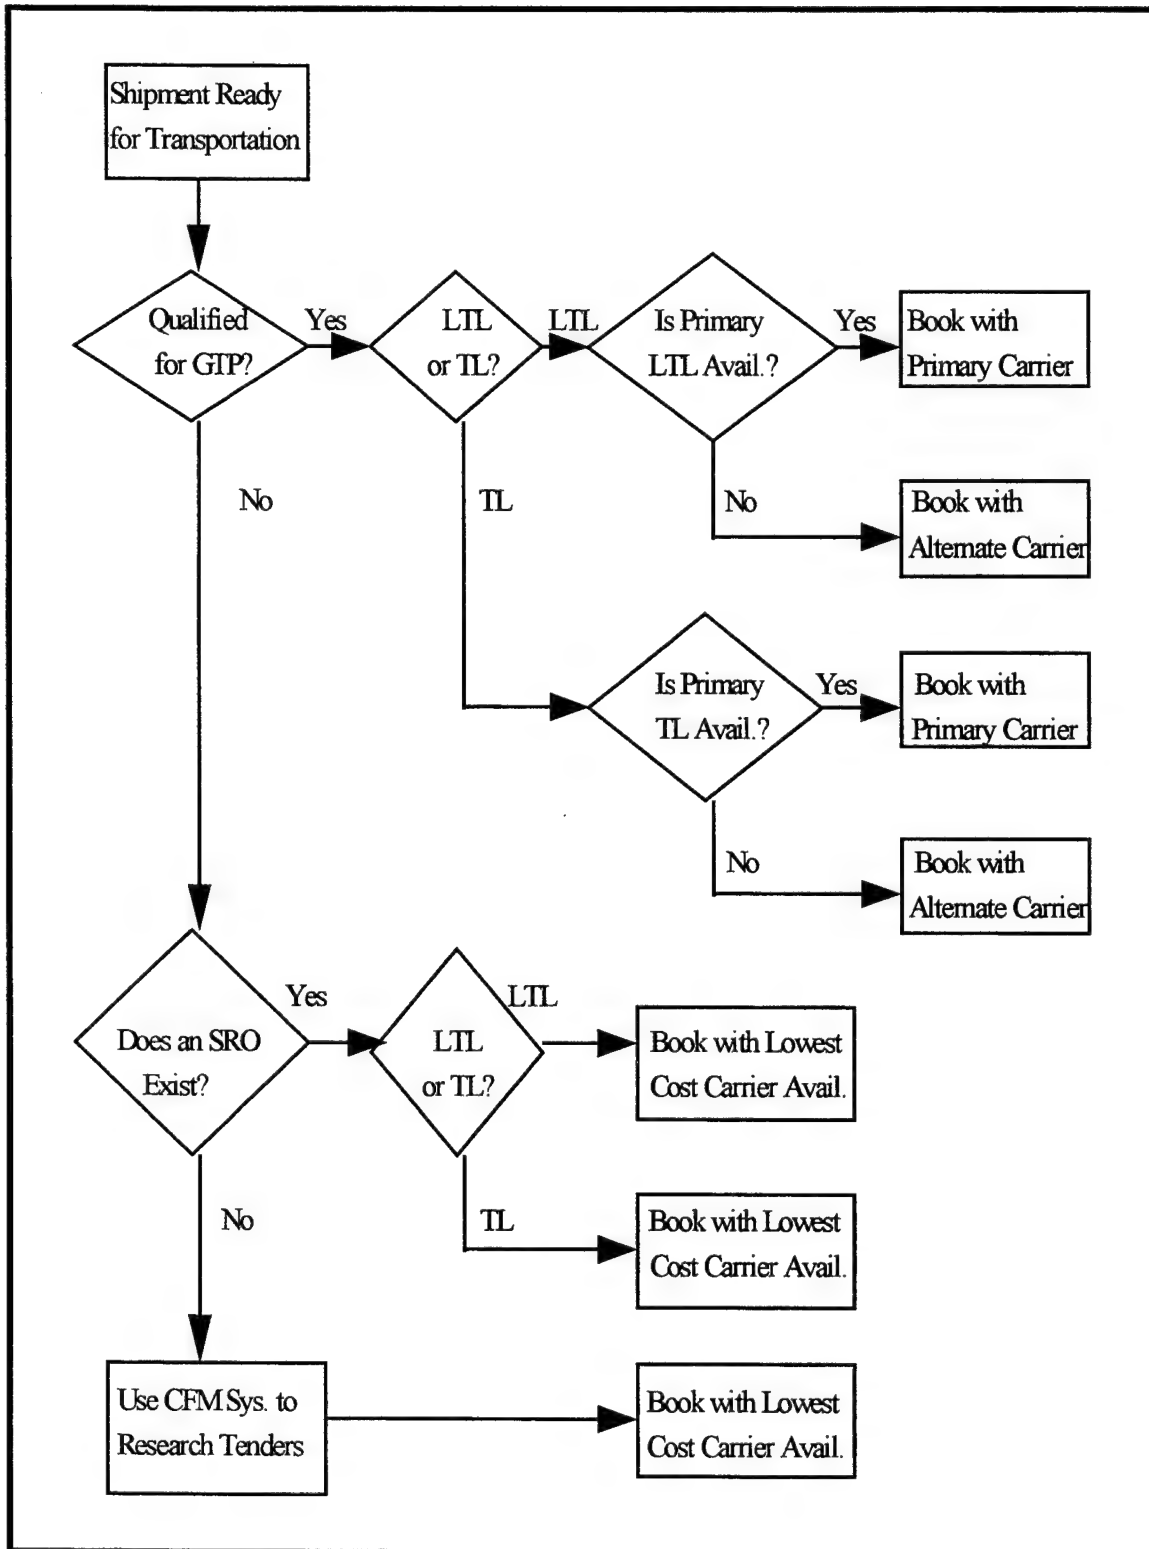 Shipment Ready
for Transportation
Qualified
for GTP?
Yes
LTL
or TL?
LTL
Is Primary
LTL Avail.?
Yes
Book with
Primary Carrier
No
Book with
Alternate Carrier
No
TL
Is Primary
TL Avail.?
Yes
Book with
Primary Carrier
No
Book with
Alternate Carrier
Does an SRO
Exist?
Yes
LTL
or TL?
LTL
Book with Lowest
Cost Carrier Avail.
No
TL
Book with Lowest
Cost Carrier Avail.
Use CFM Sys. to
Research Tenders
Book with Lowest
Cost Carrier Avail.